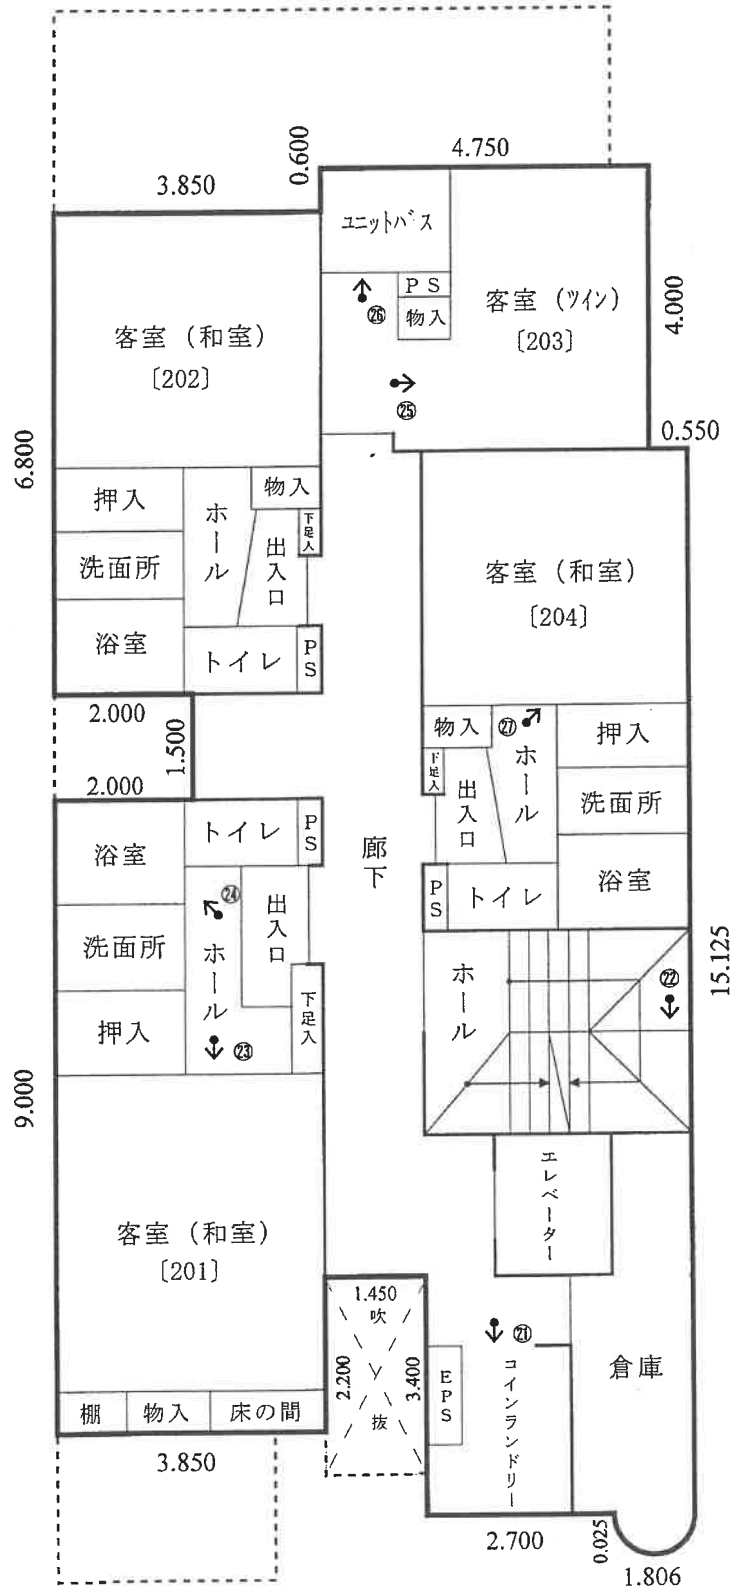 4.750
0.600
3.850
ユニットバス
PS
物入
㉖
客室（ツイン）
〔203〕
4.000
客室（和室）
〔202〕
㉕
0.550
6.800
押入
ホール
物入
下足入
洗面所
出入口
浴室
トイレ
PS
客室（和室）
〔204〕
2.000
1.500
2.000
物入
㉗
ホール
押入
下足入
出入口
洗面所
PS
トイレ
浴室
廊下
浴室
トイレ
PS
㉔
洗面所
ホール
出入口
押入
㉓
下足入
15.125
ホール
㉒
9.000
エレベーター
客室（和室）
〔201〕
1.450
吹
抜
2.200
3.400
㉑
EPS
コインランドリー
倉庫
棚
物入
床の間
3.850
2.700
0.025
1.806